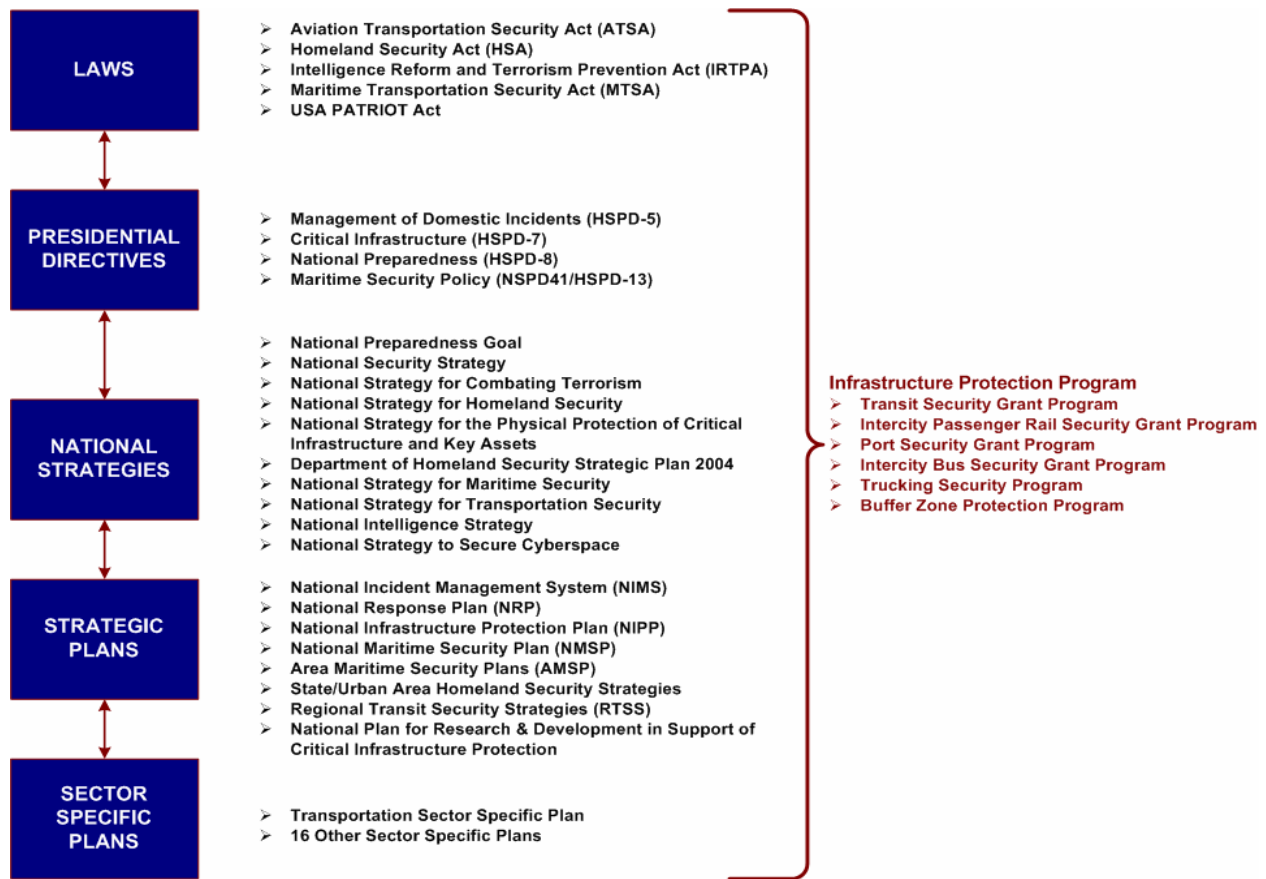 LAWS
➢ Aviation Transportation Security Act (ATSA)
➢ Homeland Security Act (HSA)
➢ Intelligence Reform and Terrorism Prevention Act (IRTPA)
➢ Maritime Transportation Security Act (MTSA)
➢ USA PATRIOT Act
PRESIDENTIAL
DIRECTIVES
➢ Management of Domestic Incidents (HSPD-5)
➢ Critical Infrastructure (HSPD-7)
➢ National Preparedness (HSPD-8)
➢ Maritime Security Policy (NSPD41/HSPD-13)
NATIONAL
STRATEGIES
➢ National Preparedness Goal
➢ National Security Strategy
➢ National Strategy for Combating Terrorism
➢ National Strategy for Homeland Security
➢ National Strategy for the Physical Protection of Critical
Infrastructure and Key Assets
➢ Department of Homeland Security Strategic Plan 2004
➢ National Strategy for Maritime Security
➢ National Strategy for Transportation Security
➢ National Intelligence Strategy
➢ National Strategy to Secure Cyberspace
STRATEGIC
PLANS
➢ National Incident Management System (NIMS)
➢ National Response Plan (NRP)
➢ National Infrastructure Protection Plan (NIPP)
➢ National Maritime Security Plan (NMSP)
➢ Area Maritime Security Plans (AMSP)
➢ State/Urban Area Homeland Security Strategies
➢ Regional Transit Security Strategies (RTSS)
➢ National Plan for Research & Development in Support of
Critical Infrastructure Protection
SECTOR
SPECIFIC
PLANS
➢ Transportation Sector Specific Plan
➢ 16 Other Sector Specific Plans
Infrastructure Protection Program
➢ Transit Security Grant Program
➢ Intercity Passenger Rail Security Grant Program
➢ Port Security Grant Program
➢ Intercity Bus Security Grant Program
➢ Trucking Security Program
➢ Buffer Zone Protection Program